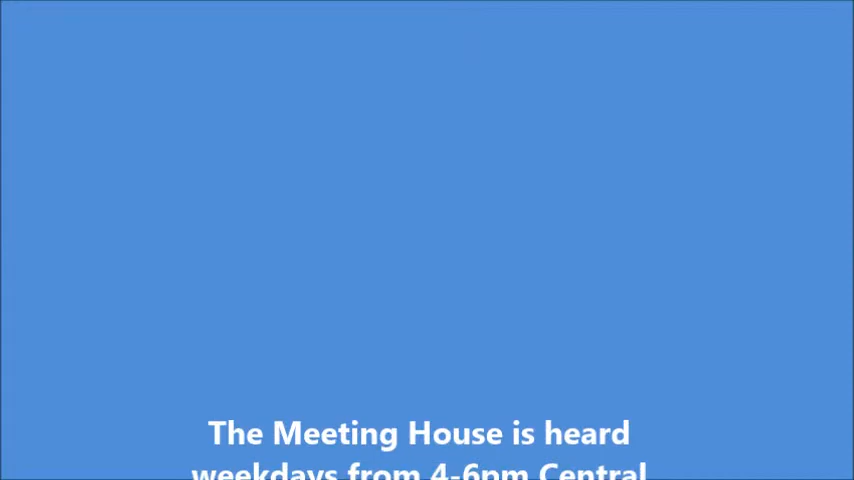 The Meeting House is heard
weekdays from 4-6pm Central